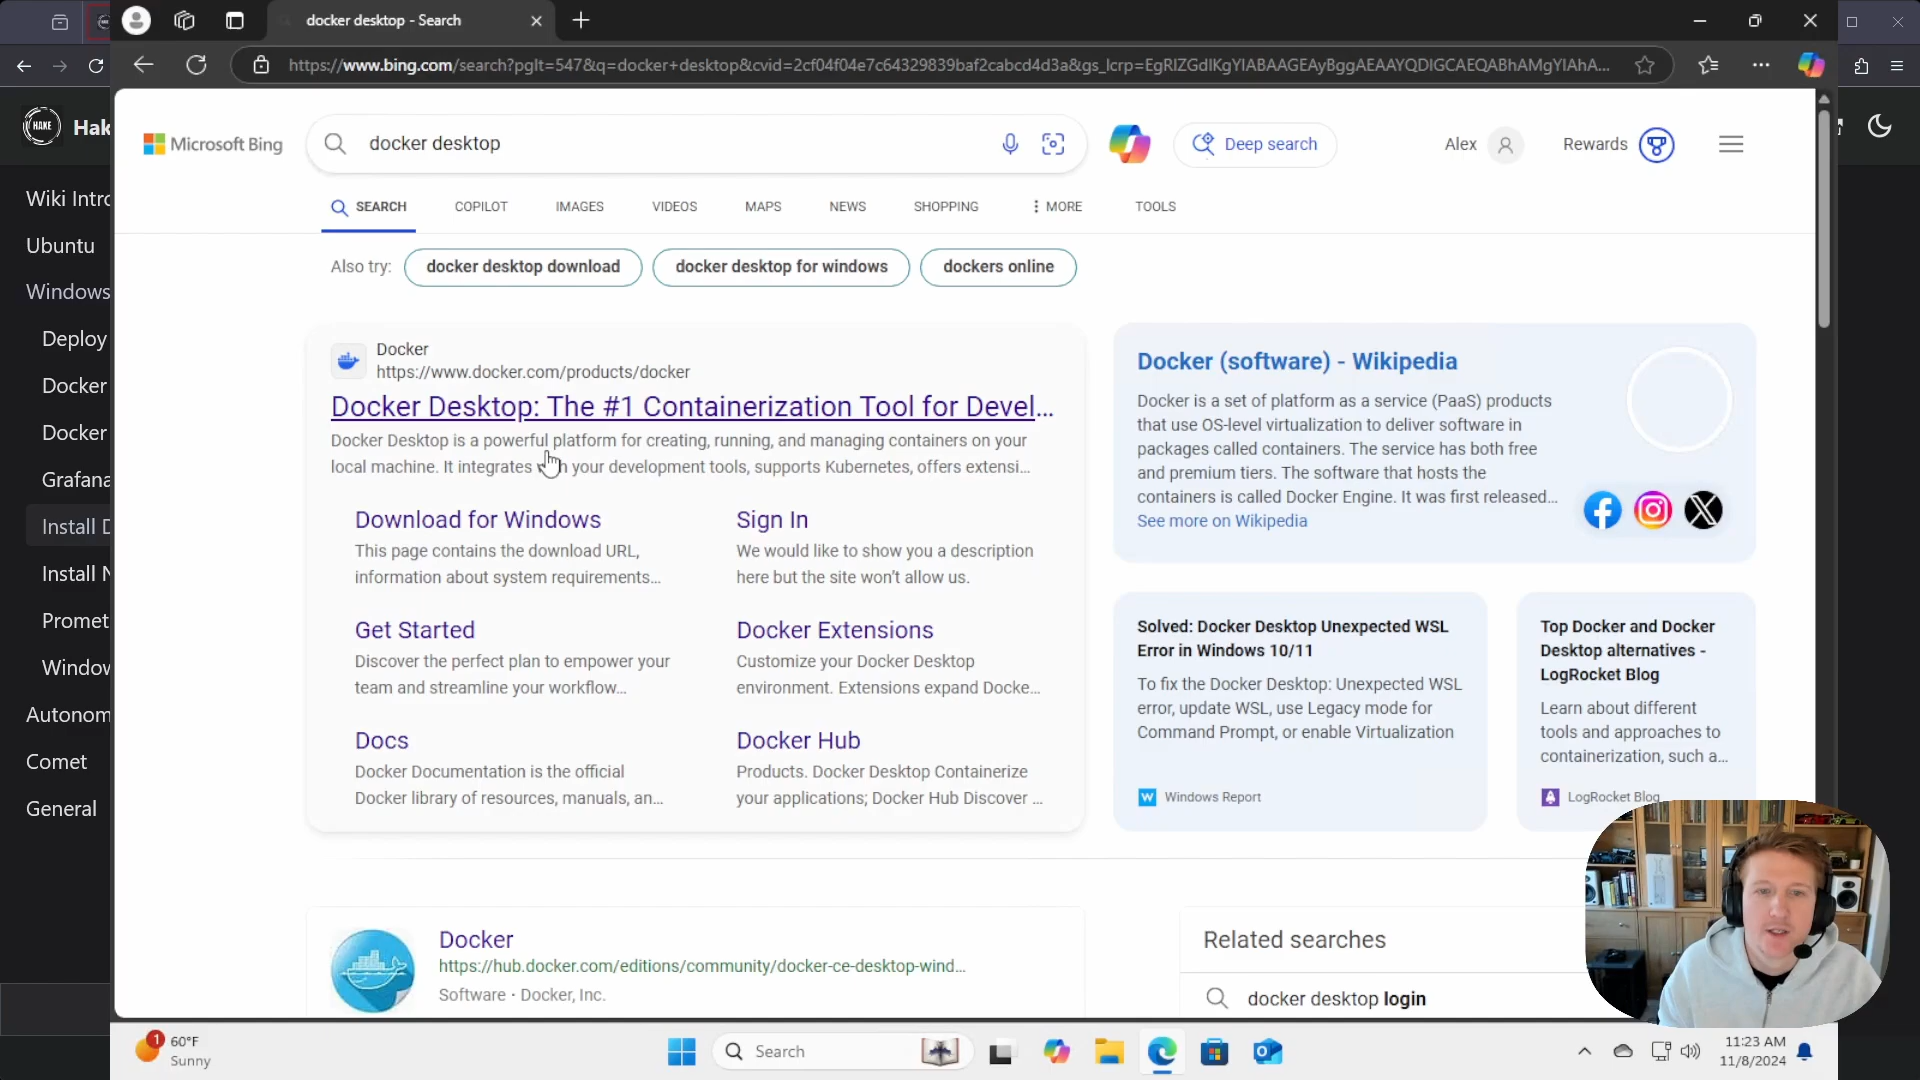 docker desktop - Search
https://www.bing.com/search?pglt=547&q=docker+desktop&cvid=2cf04f04e7c64329839baf2cabcd4d3a&gs_lcrp=EgRlZGdlKgYIABAAGEAyBggAEAAYQDIGCAEQABhAMgYIAhA...
HAKE
Hak
Microsoft Bing
docker desktop
Deep search
Alex
Rewards
SEARCH
COPILOT
IMAGES
VIDEOS
MAPS
NEWS
SHOPPING
MORE
TOOLS
Also try:
docker desktop download
docker desktop for windows
dockers online
Wiki Intro
Ubuntu
Windows
Deploy
Docker
Docker
Grafana
Install D
Install N
Promet
Window
Autonom
Comet
General
Docker
https://www.docker.com/products/docker
Docker Desktop: The #1 Containerization Tool for Devel...
Docker Desktop is a powerful platform for creating, running, and managing containers on your
local machine. It integrates with your development tools, supports Kubernetes, offers extensi...
Download for Windows
This page contains the download URL,
information about system requirements...
Sign In
We would like to show you a description
here but the site won't allow us.
Get Started
Discover the perfect plan to empower your
team and streamline your workflow...
Docker Extensions
Customize your Docker Desktop
environment. Extensions expand Docke...
Docs
Docker Documentation is the official
Docker library of resources, manuals, an...
Docker Hub
Products. Docker Desktop Containerize
your applications; Docker Hub Discover ...
Docker (software) - Wikipedia
Docker is a set of platform as a service (PaaS) products
that use OS-level virtualization to deliver software in
packages called containers. The service has both free
and premium tiers. The software that hosts the
containers is called Docker Engine. It was first released...
See more on Wikipedia
Solved: Docker Desktop Unexpected WSL
Error in Windows 10/11
To fix the Docker Desktop: Unexpected WSL
error, update WSL, use Legacy mode for
Command Prompt, or enable Virtualization
W Windows Report
Top Docker and Docker
Desktop alternatives -
LogRocket Blog
Learn about different
tools and approaches to
containerization, such a...
LogRocket Blog
Docker
https://hub.docker.com/editions/community/docker-ce-desktop-wind...
Software · Docker, Inc.
Related searches
docker desktop login
1
60°F
Sunny
Search
11:23 AM
11/8/2024